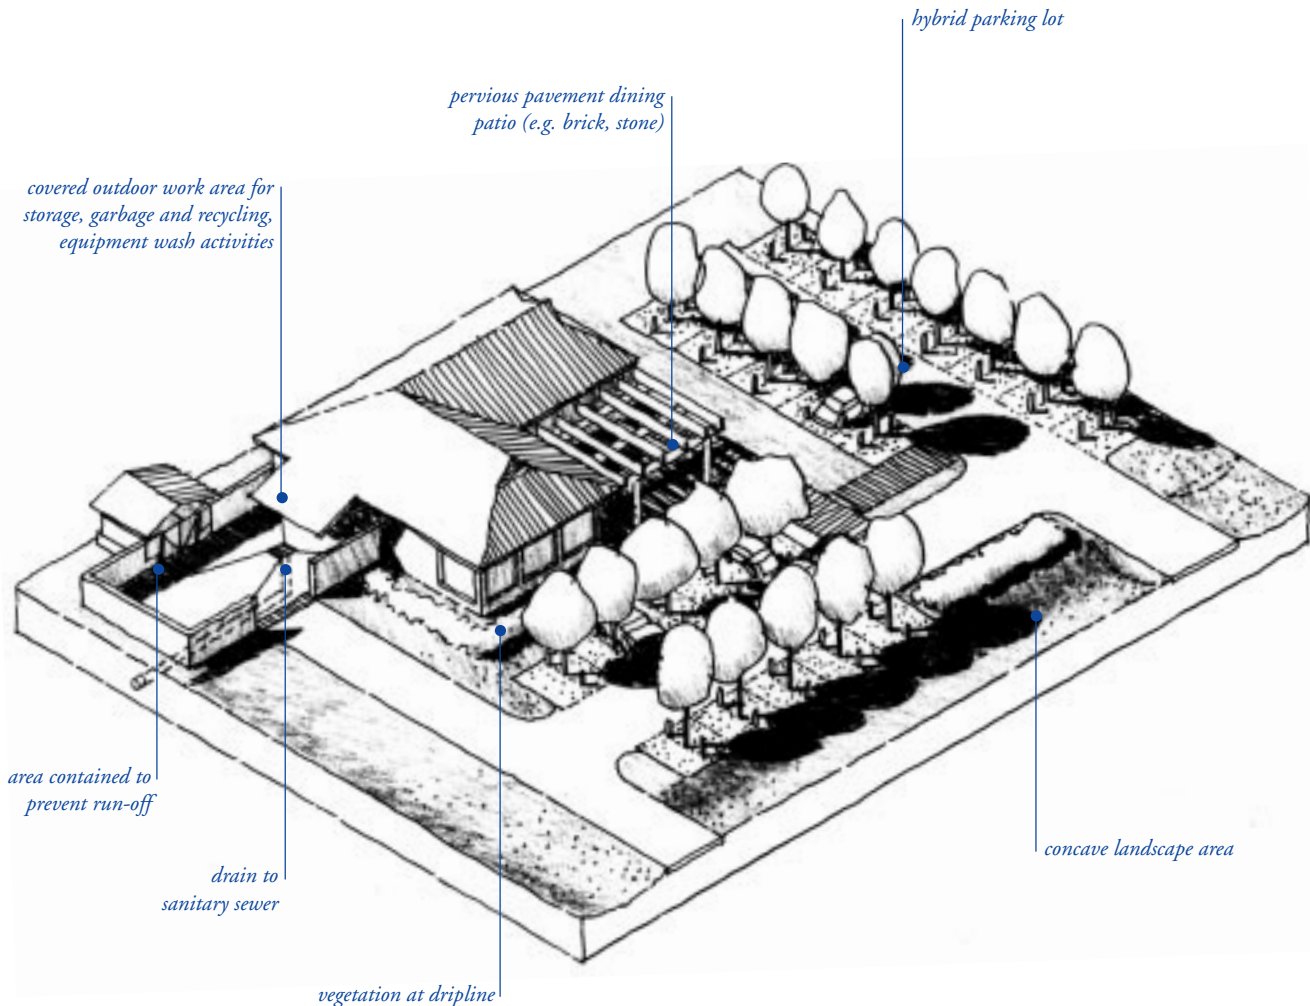 hybrid parking lot
pervious pavement dining
patio (e.g. brick, stone)
covered outdoor work area for
storage, garbage and recycling,
equipment wash activities
area contained to
prevent run-off
concave landscape area
drain to
sanitary sewer
vegetation at dripline